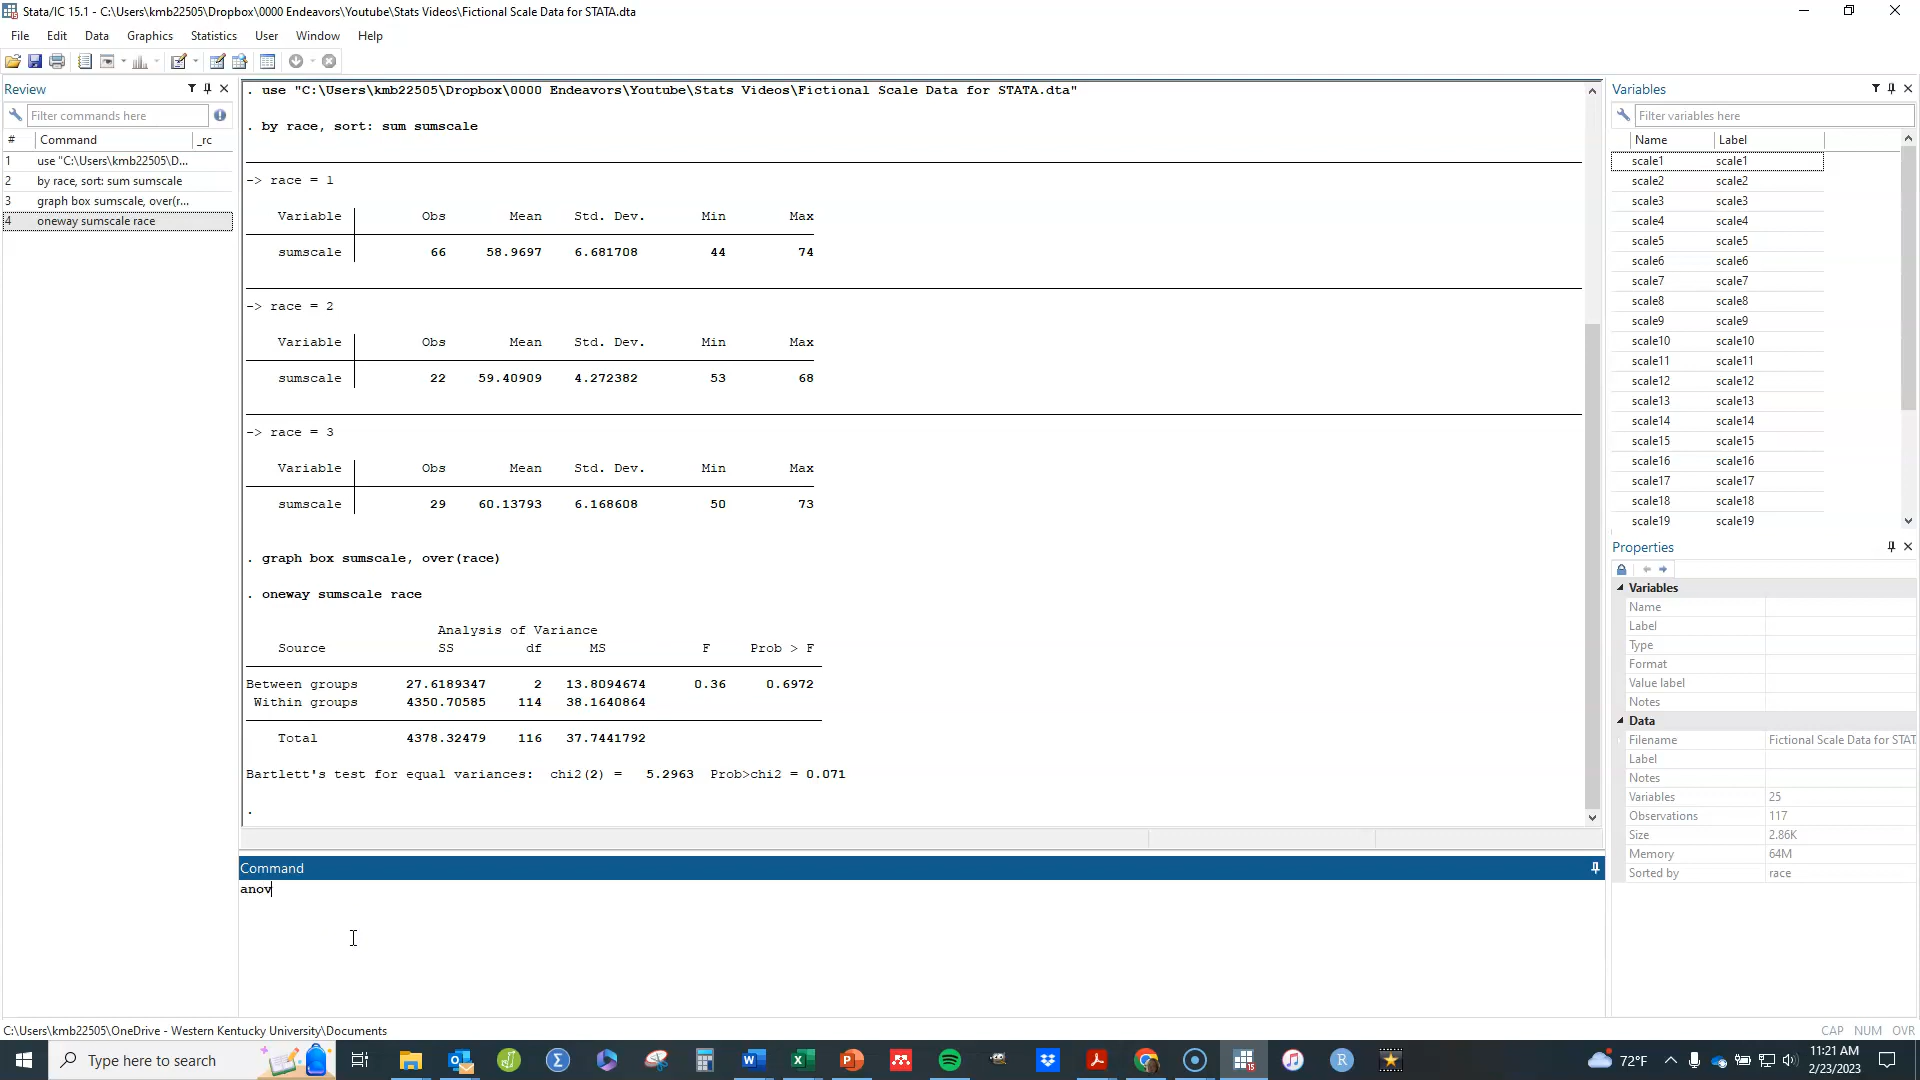 Stata/IC 15.1 - C:\Users\kmb22505\Dropbox\0000 Endeavors\Youtube\Stats Videos\Fictional Scale Data for STATA.dta
File Edit Data Graphics Statistics User Window Help
Review
Filter commands here
# Command _rc
1 use "C:\Users\kmb22505\D...
2 by race, sort: sum sumscale
3 graph box sumscale, over(r...
4 oneway sumscale race
. use "C:\Users\kmb22505\Dropbox\0000 Endeavors\Youtube\Stats Videos\Fictional Scale Data for STATA.dta"
. by race, sort: sum sumscale
-> race = 1
Variable Obs Mean Std. Dev. Min Max
sumscale 66 58.9697 6.681708 44 74
-> race = 2
Variable Obs Mean Std. Dev. Min Max
sumscale 22 59.40909 4.272382 53 68
-> race = 3
Variable Obs Mean Std. Dev. Min Max
sumscale 29 60.13793 6.168608 50 73
. graph box sumscale, over(race)
. oneway sumscale race
Analysis of Variance
Source SS df MS F Prob > F
Between groups 27.6189347 2 13.8094674 0.36 0.6972
Within groups 4350.70585 114 38.1640864
Total 4378.32479 116 37.7441792
Bartlett's test for equal variances: chi2(2) = 5.2963 Prob>chi2 = 0.071
.
Command
anov
Variables
Filter variables here
Name Label
scale1 scale1
scale2 scale2
scale3 scale3
scale4 scale4
scale5 scale5
scale6 scale6
scale7 scale7
scale8 scale8
scale9 scale9
scale10 scale10
scale11 scale11
scale12 scale12
scale13 scale13
scale14 scale14
scale15 scale15
scale16 scale16
scale17 scale17
scale18 scale18
scale19 scale19
Properties
Variables
Name
Label
Type
Format
Value label
Notes
Data
Filename Fictional Scale Data for STAT
Label
Notes
Variables 25
Observations 117
Size 2.86K
Memory 64M
Sorted by race
C:\Users\kmb22505\OneDrive - Western Kentucky University\Documents
CAP NUM OVR
Type here to search
72°F
11:21 AM
2/23/2023